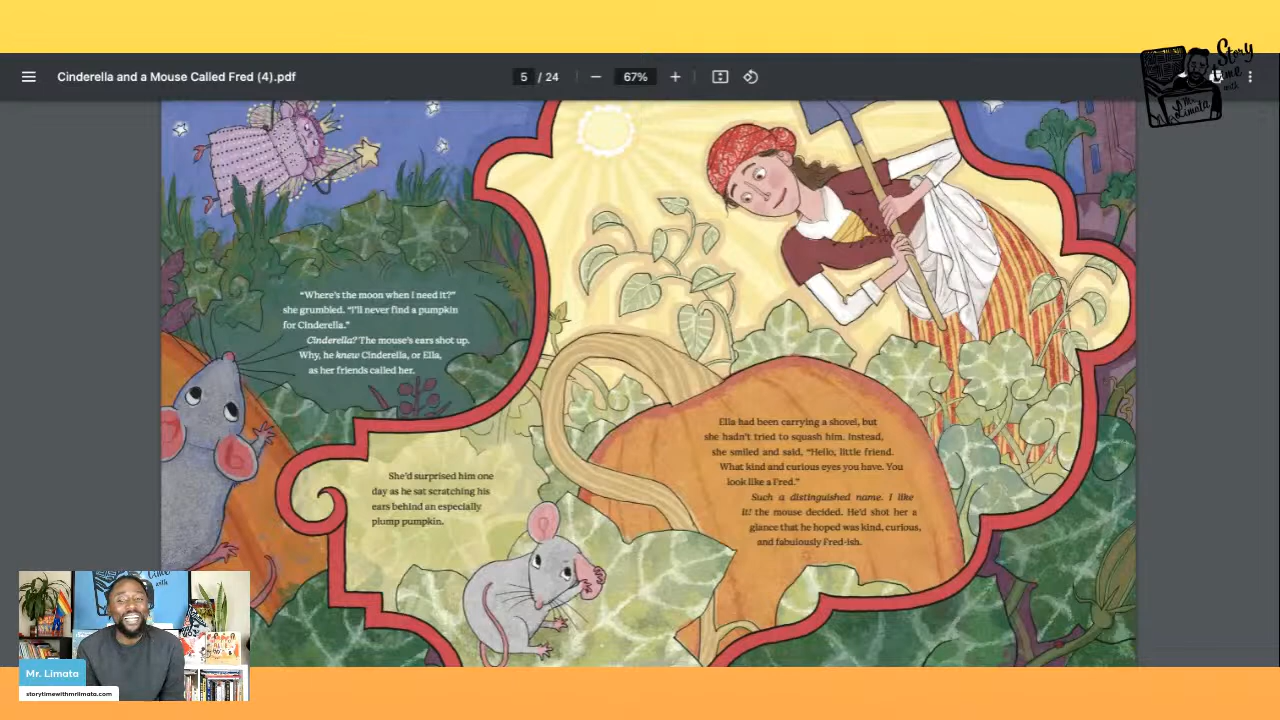 Cinderella and a Mouse Called Fred (4).pdf
5 / 24
67%
Story
time
with
Mr.
Limata
“Where’s the moon when I need it?”
she grumbled. “I’ll never find a pumpkin
for Cinderella.”
Cinderella? The mouse’s ears shot up.
Why, he knew Cinderella, or Ella,
as her friends called her.
She’d surprised him one
day as he sat scratching his
ears behind an especially
plump pumpkin.
Ella had been carrying a shovel, but
she hadn’t tried to squash him. Instead,
she smiled and said, “Hello, little friend.
What kind and curious eyes you have. You
look like a Fred.”
Such a distinguished name. I like
it! the mouse decided. He’d shot her a
glance that he hoped was kind, curious,
and fabulously Fred-ish.
time
with
Mr. Limata
storytimewithmrlimata.com